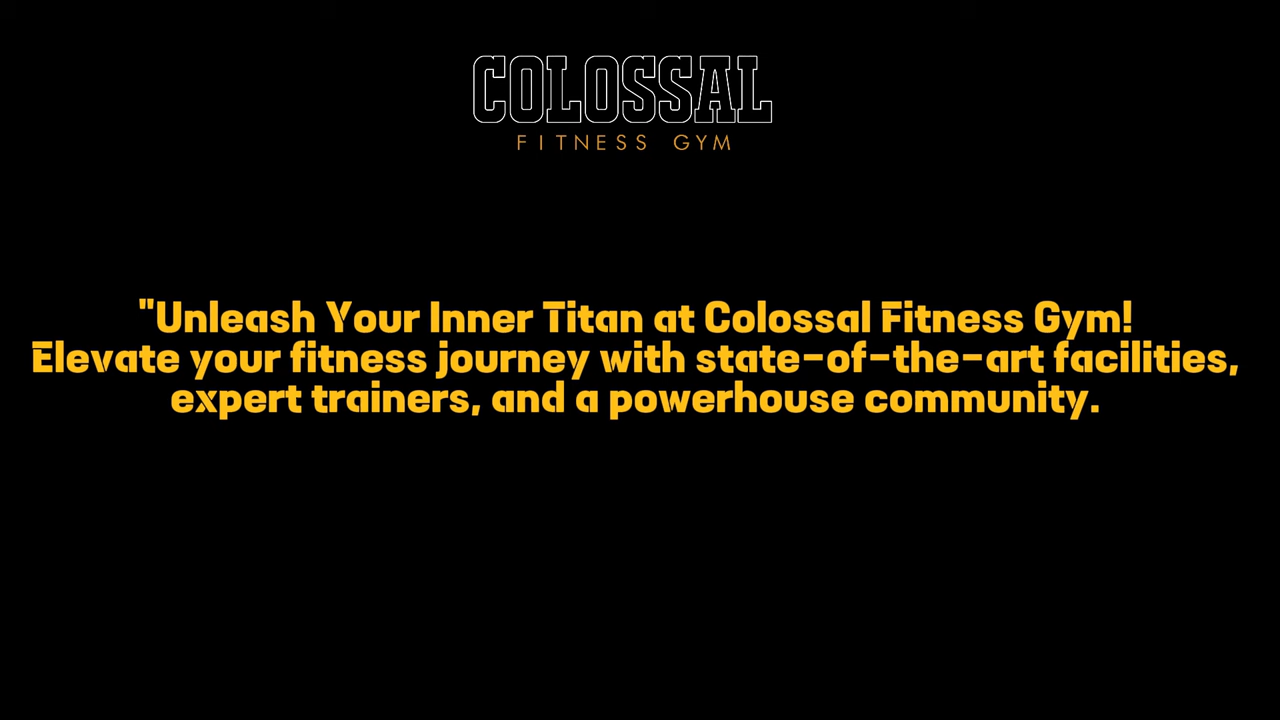 COLOSSAL
FITNESS GYM
"Unleash Your Inner Titan at Colossal Fitness Gym!
Elevate your fitness journey with state-of-the-art facilities,
expert trainers, and a powerhouse community.